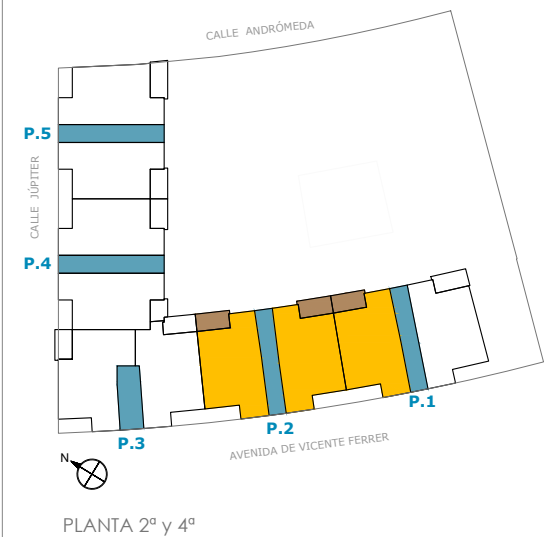 CALLE ANDRÓMEDA
P.5
CALLE JÚPITER
P.4
P.1
P.2
P.3
AVENIDA DE VICENTE FERRER
N
PLANTA 2ª y 4ª